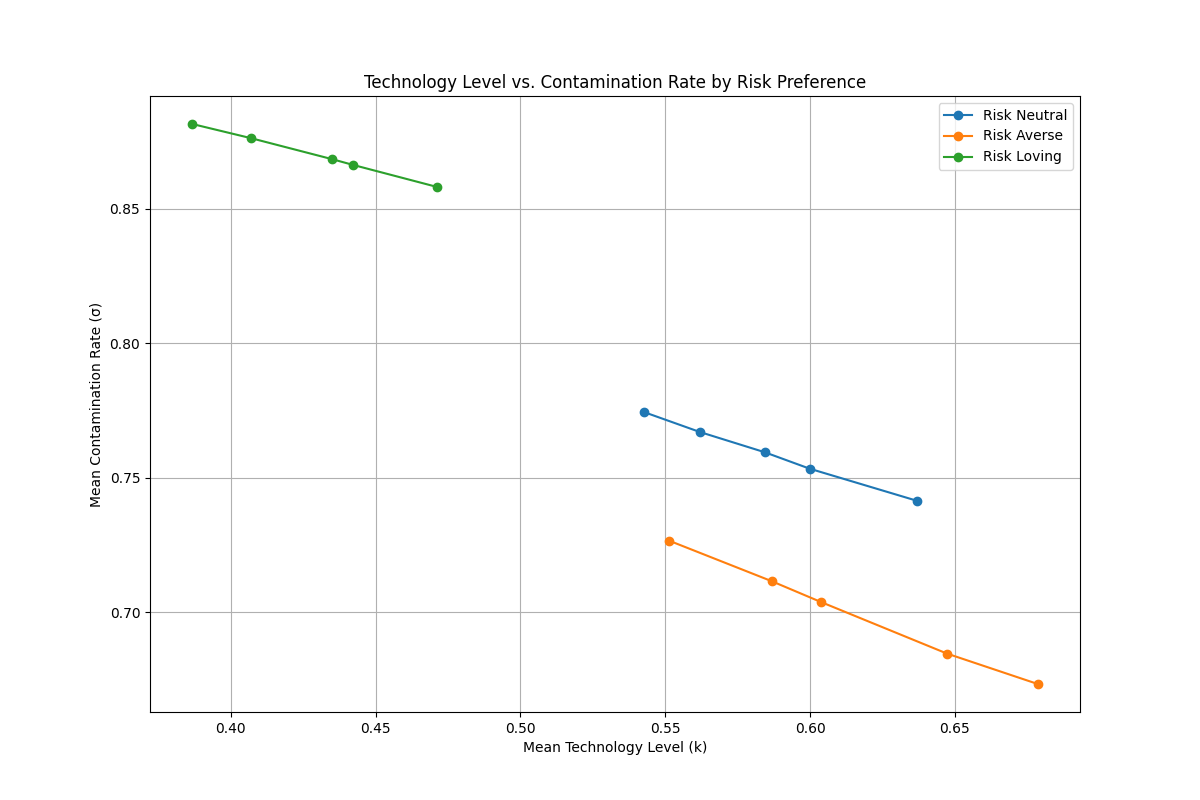 Technology Level vs. Contamination Rate by Risk Preference
Risk Neutral
Risk Averse
Risk Loving
Mean Contamination Rate (σ)
0.85
0.80
0.75
0.70
0.40 0.45 0.50 0.55 0.60 0.65
Mean Technology Level (k)